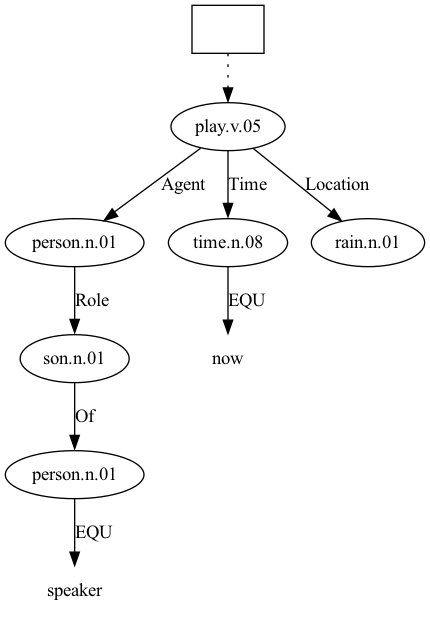 play.v.05
Agent Time Location
person.n.01 time.n.08 rain.n.01
Role EQU
son.n.01 now
Of
person.n.01
EQU
speaker